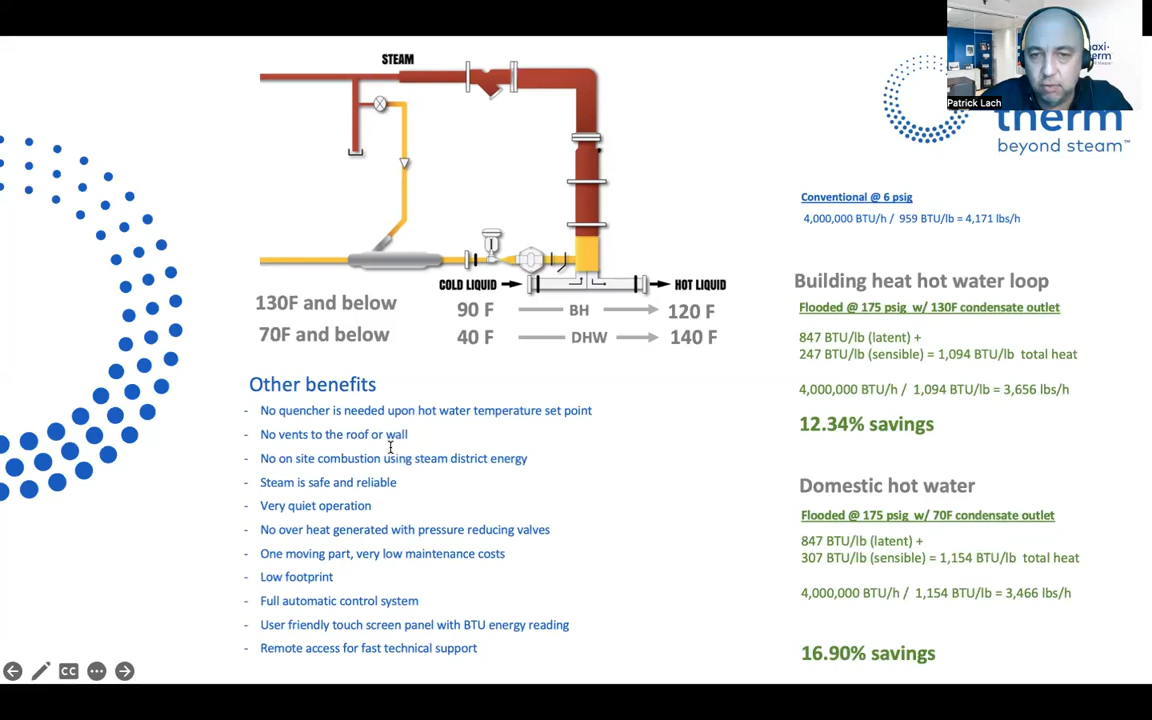 STEAM
COLD LIQUID
HOT LIQUID
130F and below
90 F
BH
120 F
70F and below
40 F
DHW
140 F
Other benefits
- No quencher is needed upon hot water temperature set point
- No vents to the roof or wall
- No on site combustion using steam district energy
- Steam is safe and reliable
- Very quiet operation
- No over heat generated with pressure reducing valves
- One moving part, very low maintenance costs
- Low footprint
- Full automatic control system
- User friendly touch screen panel with BTU energy reading
- Remote access for fast technical support
Patrick Lach
therm
beyond steam™
Conventional @ 6 psig
4,000,000 BTU/h / 959 BTU/lb = 4,171 lbs/h
Building heat hot water loop
Flooded @ 175 psig w/ 130F condensate outlet
847 BTU/lb (latent) +
247 BTU/lb (sensible) = 1,094 BTU/lb total heat
4,000,000 BTU/h / 1,094 BTU/lb = 3,656 lbs/h
12.34% savings
Domestic hot water
Flooded @ 175 psig w/ 70F condensate outlet
847 BTU/lb (latent) +
307 BTU/lb (sensible) = 1,154 BTU/lb total heat
4,000,000 BTU/h / 1,154 BTU/lb = 3,466 lbs/h
16.90% savings
CC